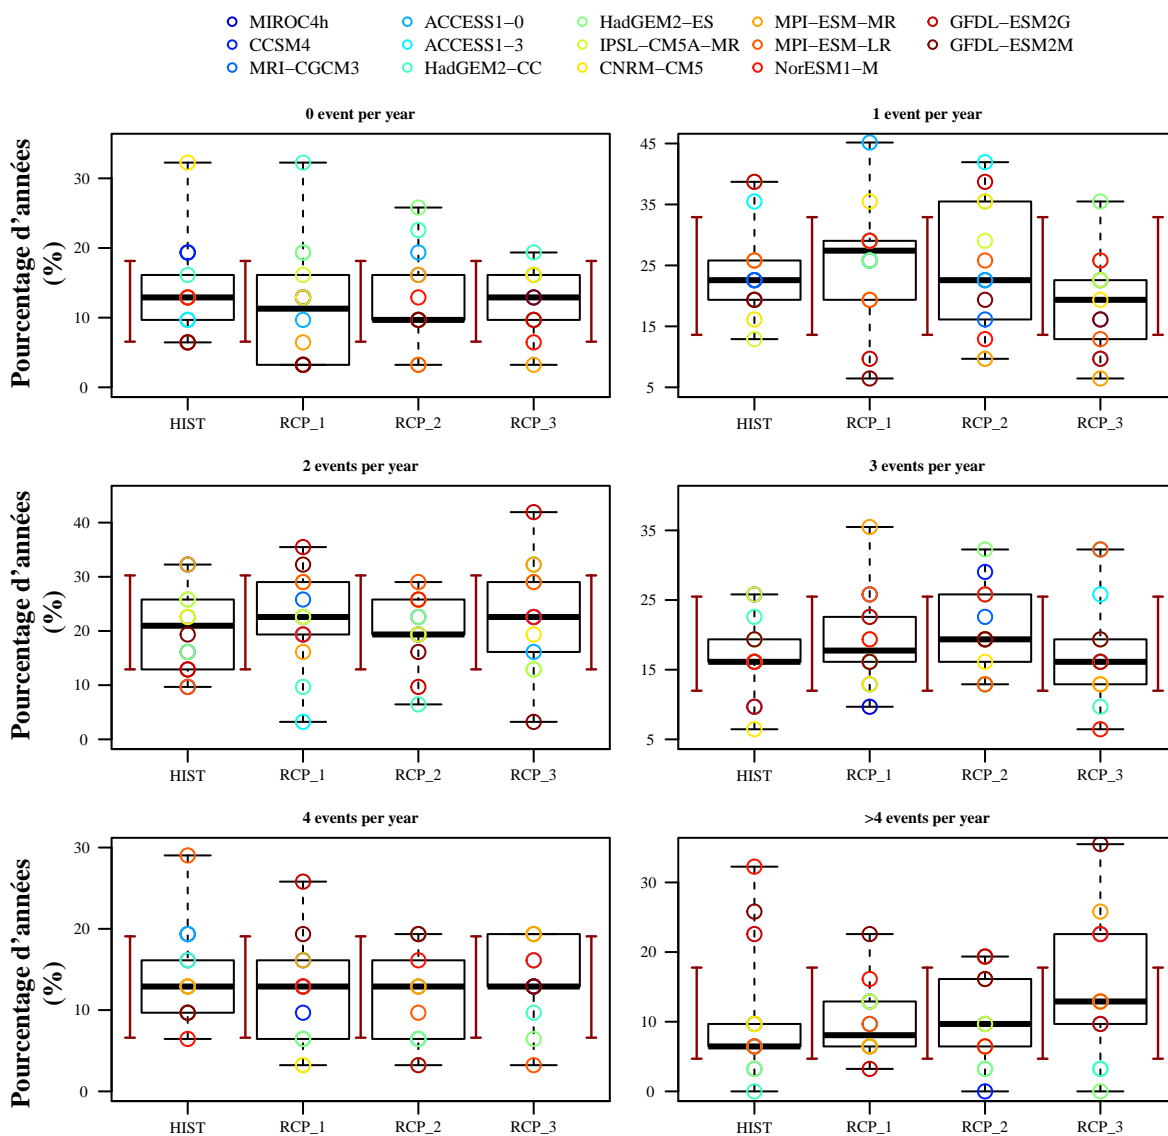 MIROC4h ACCESS1−0 HadGEM2−ES MPI−ESM−MR GFDL−ESM2G
CCSM4 ACCESS1−3 IPSL−CM5A−MR MPI−ESM−LR GFDL−ESM2M
MRI−CGCM3 HadGEM2−CC CNRM−CM5 NorESM1−M
0 event per year
Pourcentage d'années
(%)
0
10
20
30
HIST RCP_1 RCP_2 RCP_3
1 event per year
5
15
25
35
45
HIST RCP_1 RCP_2 RCP_3
2 events per year
Pourcentage d'années
(%)
0
10
20
30
40
HIST RCP_1 RCP_2 RCP_3
3 events per year
5
15
25
35
HIST RCP_1 RCP_2 RCP_3
4 events per year
Pourcentage d'années
(%)
0
10
20
30
HIST RCP_1 RCP_2 RCP_3
>4 events per year
0
10
20
30
HIST RCP_1 RCP_2 RCP_3